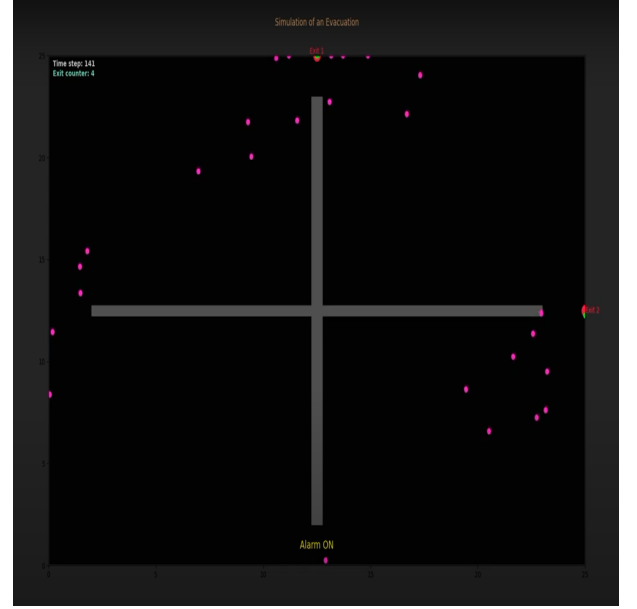 Simulation of an Evacuation
Exit 1
25
Time step: 141
Exit counter: 4
20
15
Exit 2
10
5
Alarm ON
0
0 5 10 15 20 25